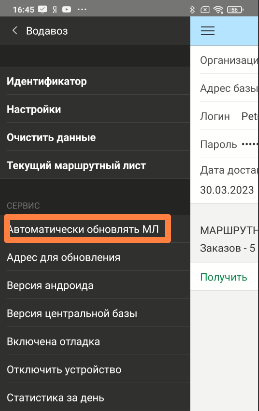 16:45
Я
55
Водавоз
Идентификатор
Настройки
Очистить данные
Текущий маршрутный лист
СЕРВИС
Автоматически обновлять МЛ
Адрес для обновления
Версия андроида
Версия центральной базы
Включена отладка
Отключить устройство
Статистика за день
Организаци
Адрес базы
Логин Pet
Пароль ••••
Дата доста
30.03.2023
МАРШРУТН
Заказов - 5
Получить